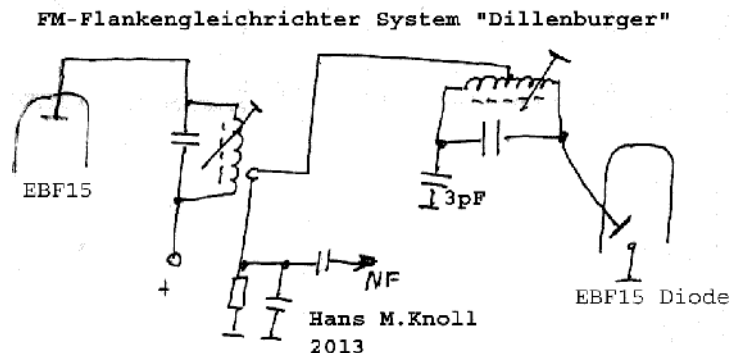 FM-Flankengleichrichter System "Dillenburger"
EBF15
3pF
+
NF
EBF15 Diode
Hans M.Knoll
2013